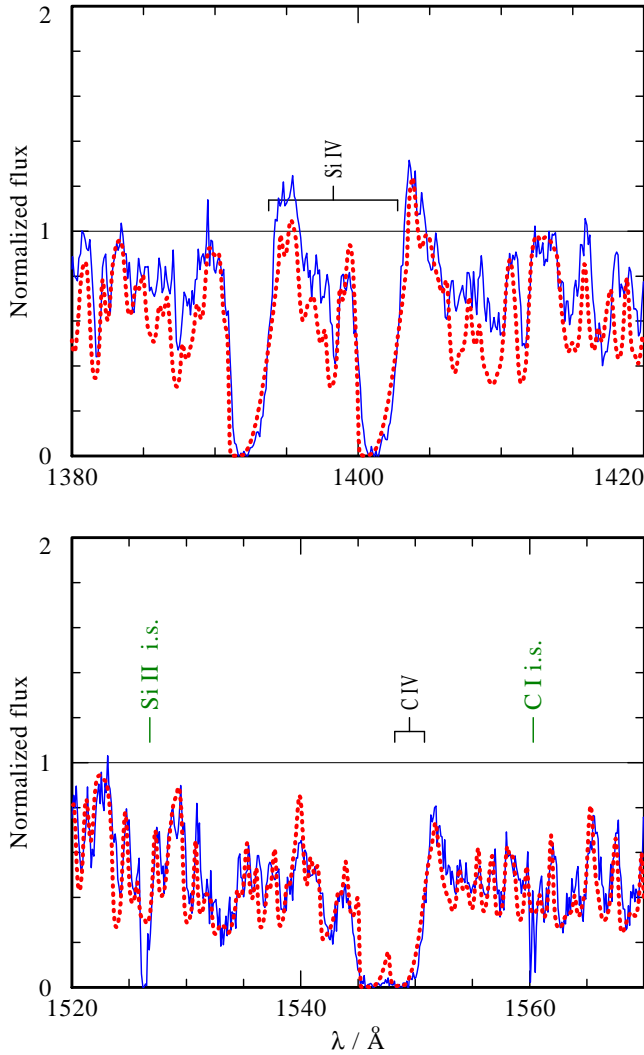 2
Si IV
1
Normalized flux
0
1380
1400
1420
2
Si II i.s.
C IV
C I i.s.
1
Normalized flux
0
1520
1540
1560
λ / Å